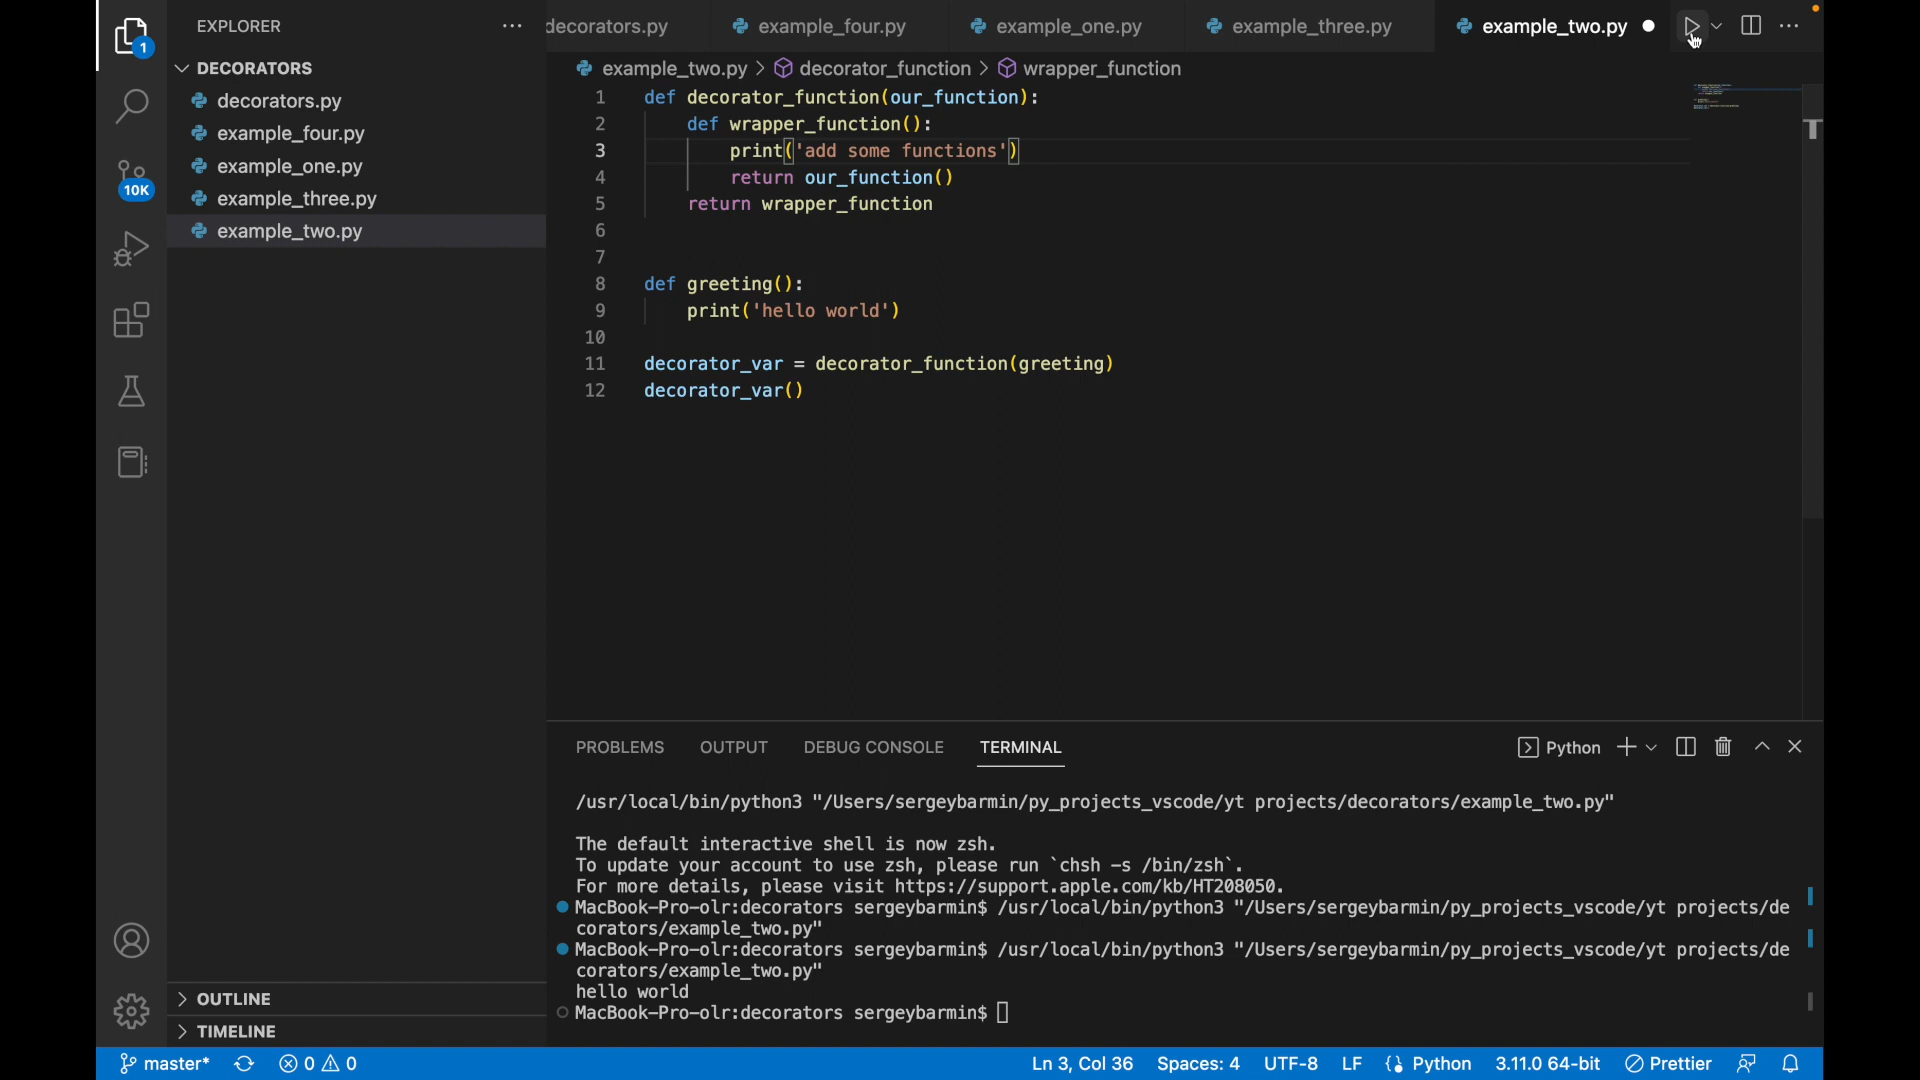 EXPLORER
decorators.py
example_four.py
example_one.py
example_three.py
example_two.py
1
DECORATORS
decorators.py
example_four.py
example_one.py
example_three.py
example_two.py
10K
example_two.py > decorator_function > wrapper_function
1 def decorator_function(our_function):
2 def wrapper_function():
3 print('add some functions')
4 return our_function()
5 return wrapper_function
6
7
8 def greeting():
9 print('hello world')
10
11 decorator_var = decorator_function(greeting)
12 decorator_var()
PROBLEMS OUTPUT DEBUG CONSOLE TERMINAL
Python
/usr/local/bin/python3 "/Users/sergeybarmin/py_projects_vscode/yt projects/decorators/example_two.py"
The default interactive shell is now zsh.
To update your account to use zsh, please run `chsh -s /bin/zsh`.
For more details, please visit https://support.apple.com/kb/HT208050.
MacBook-Pro-olr:decorators sergeybarmin$ /usr/local/bin/python3 "/Users/sergeybarmin/py_projects_vscode/yt projects/de
corators/example_two.py"
MacBook-Pro-olr:decorators sergeybarmin$ /usr/local/bin/python3 "/Users/sergeybarmin/py_projects_vscode/yt projects/de
corators/example_two.py"
hello world
MacBook-Pro-olr:decorators sergeybarmin$
OUTLINE
TIMELINE
master* 0 0 Ln 3, Col 36 Spaces: 4 UTF-8 LF Python 3.11.0 64-bit Prettier